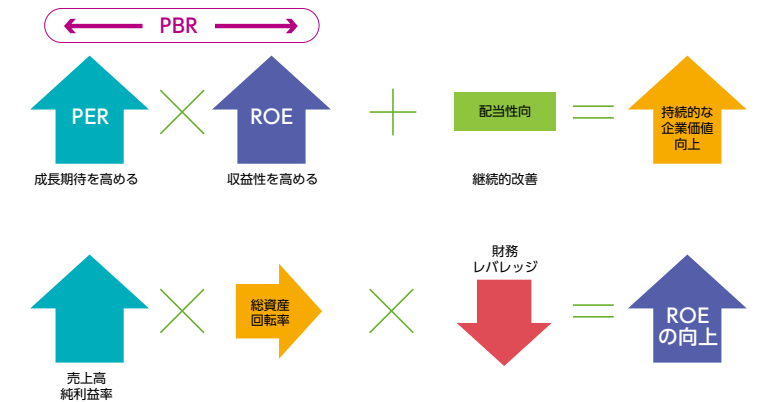 PBR
PER
ROE
配当性向
持続的な
企業価値
向上
成長期待を高める
収益性を高める
継続的改善
財務
レバレッジ
総資産
回転率
ROE
の向上
売上高
純利益率